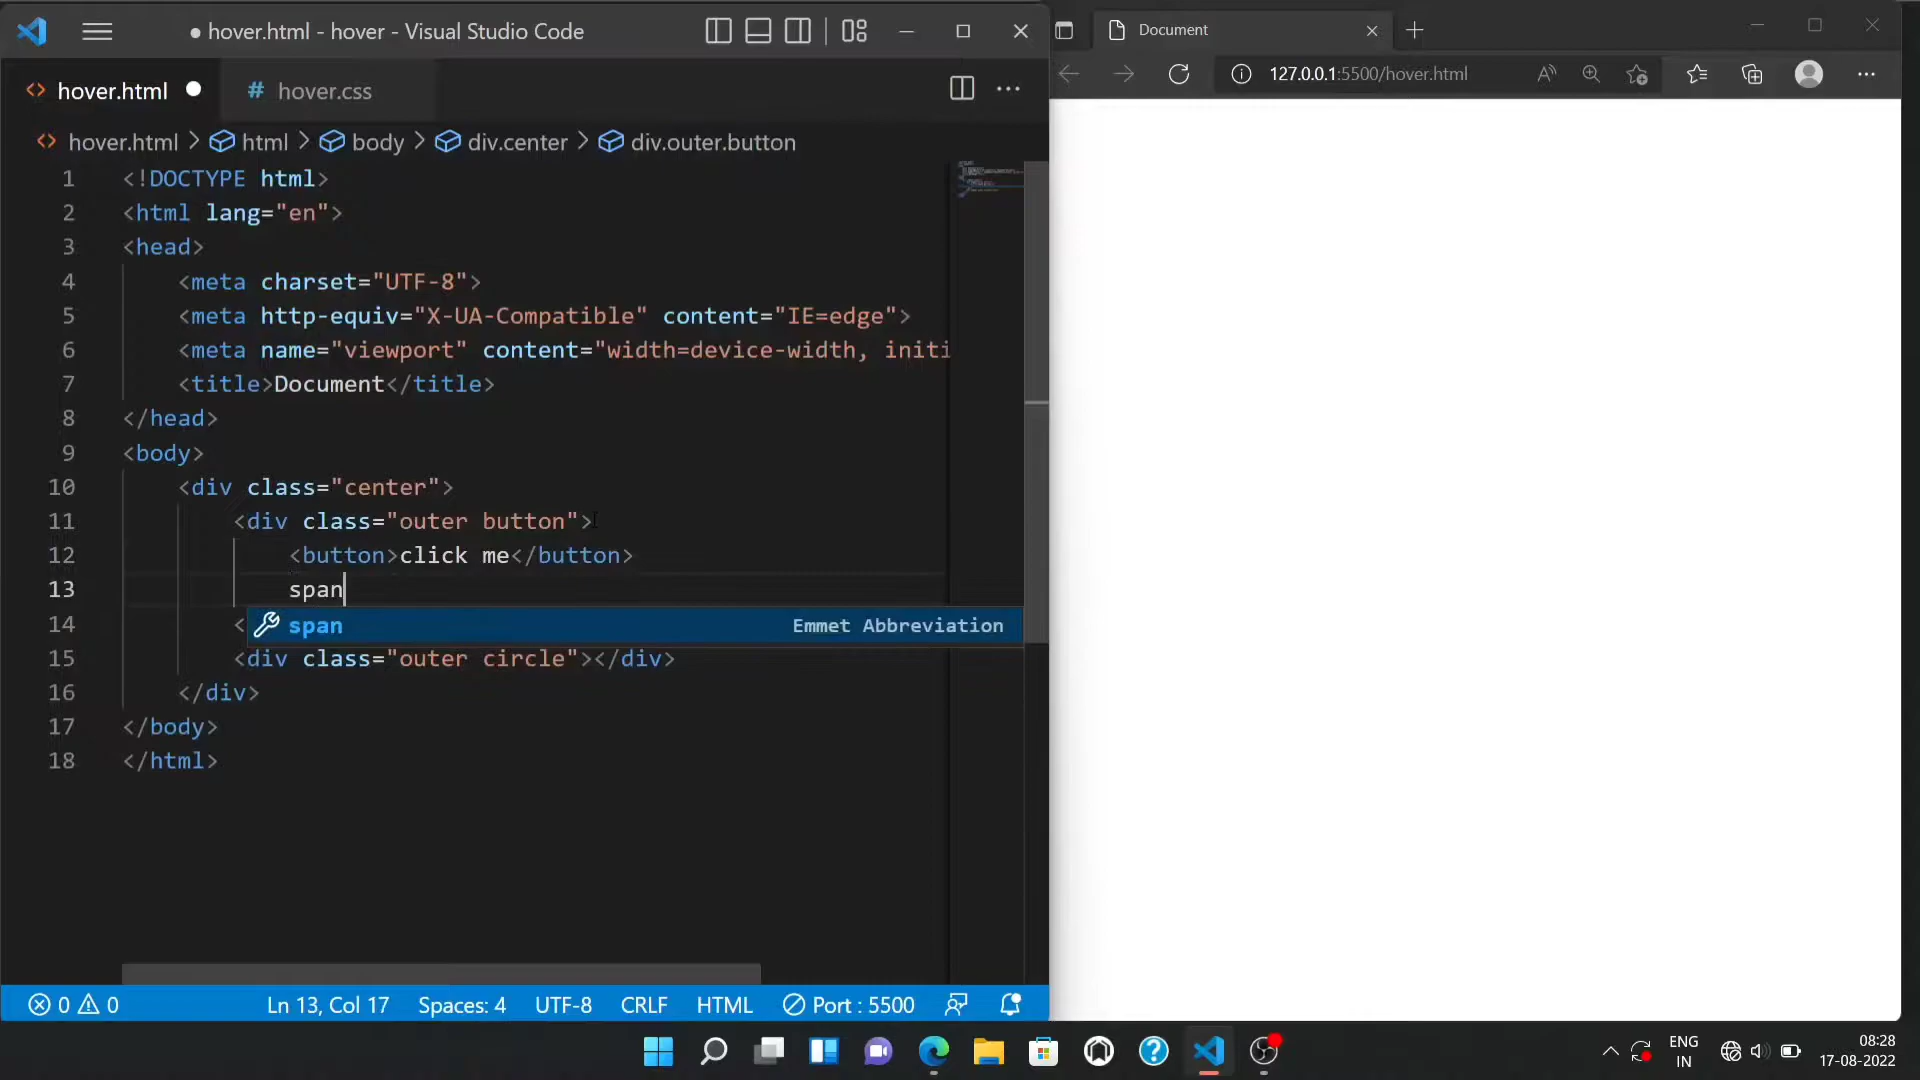 ● hover.html - hover - Visual Studio Code
Document
hover.html
# hover.css
127.0.0.1:5500/hover.html
hover.html > html > body > div.center > div.outer.button
1 <!DOCTYPE html>
2 <html lang="en">
3 <head>
4 <meta charset="UTF-8">
5 <meta http-equiv="X-UA-Compatible" content="IE=edge">
6 <meta name="viewport" content="width=device-width, initi
7 <title>Document</title>
8 </head>
9 <body>
10 <div class="center">
11 <div class="outer button">
12 <button>click me</button>
13 span
14 <
span Emmet Abbreviation
15 <div class="outer circle"></div>
16 </div>
17 </body>
18 </html>
0 0 Ln 13, Col 17 Spaces: 4 UTF-8 CRLF HTML Port : 5500
ENG
IN
08:28
17-08-2022